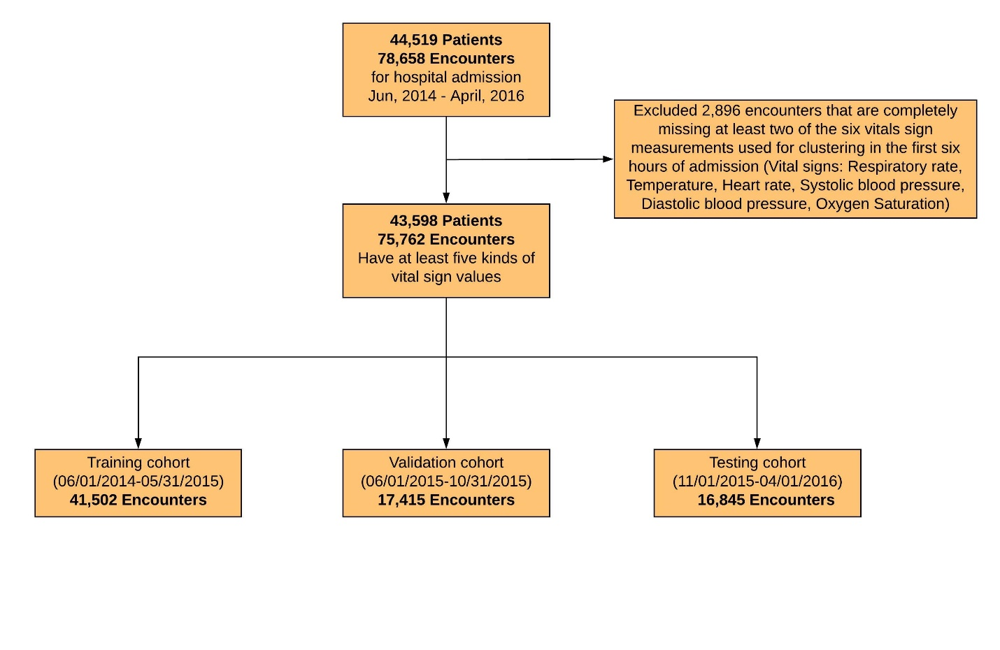 44,519 Patients
78,658 Encounters
for hospital admission
Jun, 2014 - April, 2016
Excluded 2,896 encounters that are completely
missing at least two of the six vitals sign
measurements used for clustering in the first six
hours of admission (Vital signs: Respiratory rate,
Temperature, Heart rate, Systolic blood pressure,
Diastolic blood pressure, Oxygen Saturation)
43,598 Patients
75,762 Encounters
Have at least five kinds of
vital sign values
Training cohort
(06/01/2014-05/31/2015)
41,502 Encounters
Validation cohort
(06/01/2015-10/31/2015)
17,415 Encounters
Testing cohort
(11/01/2015-04/01/2016)
16,845 Encounters